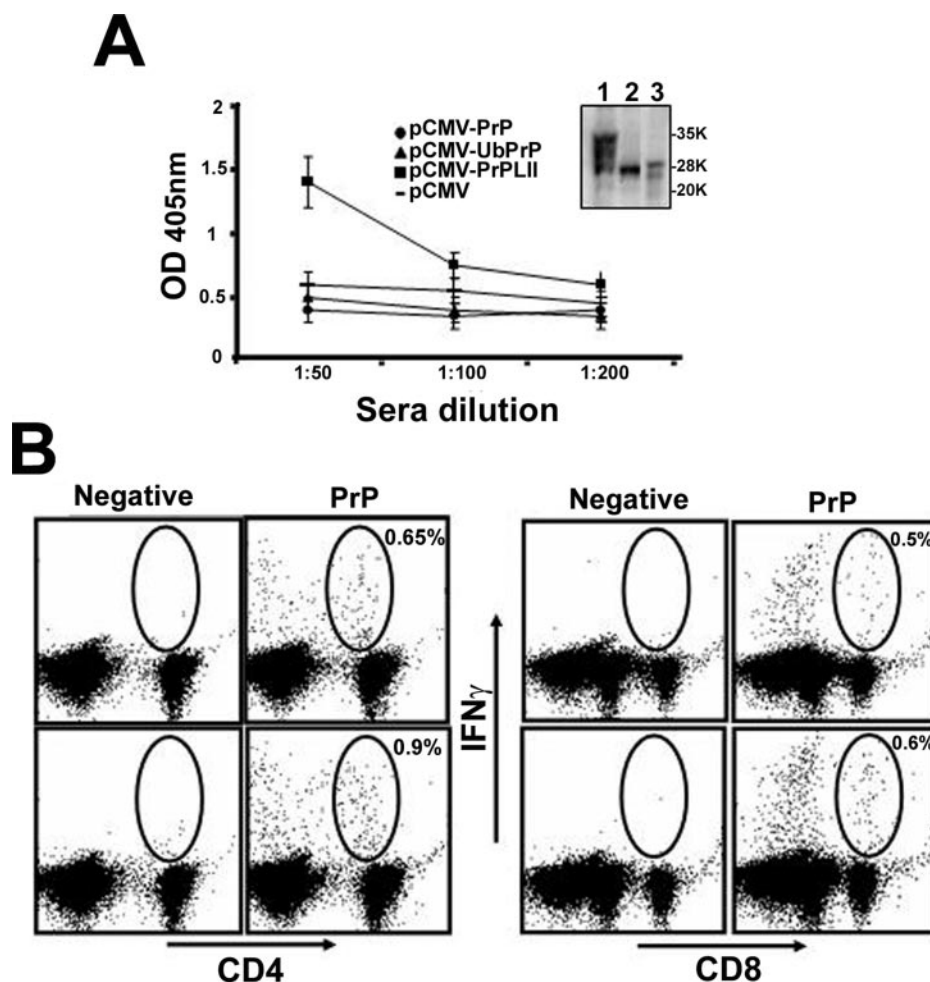 A
2
1.5
1
0.5
0
OD 405nm
pCMV-PrP
pCMV-UbPrP
pCMV-PrPLII
pCMV
1 2 3
-35K
-28K
-20K
1:50 1:100 1:200
Sera dilution
B
Negative PrP Negative PrP
0.65% 0.5%
IFNγ
0.9% 0.6%
CD4 CD8